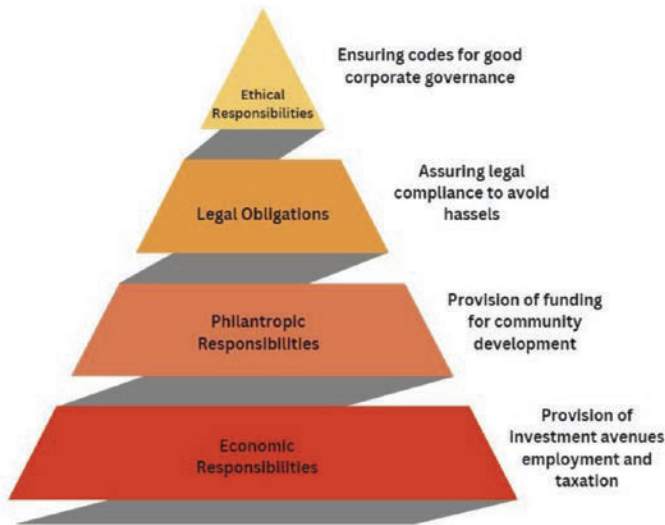 Ensuring codes for good
corporate governance
Ethical
Responsibilities
Assuring legal
compliance to avoid
hassels
Legal Obligations
Provision of funding
for community
development
Philantropic
Responsibilities
Provision of
investment avenues
employment and
taxation
Economic
Responsibilities